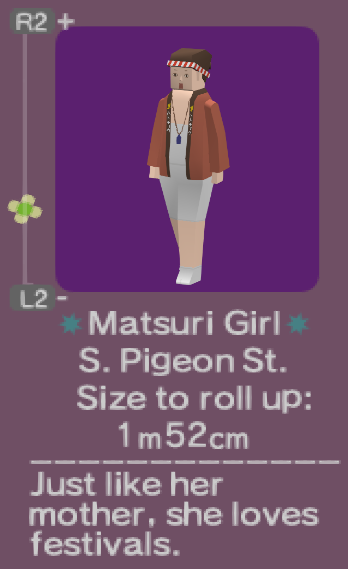 R2 +
L2 -
Matsuri Girl
S. Pigeon St.
Size to roll up:
1m52cm
Just like her
mother, she loves
festivals.